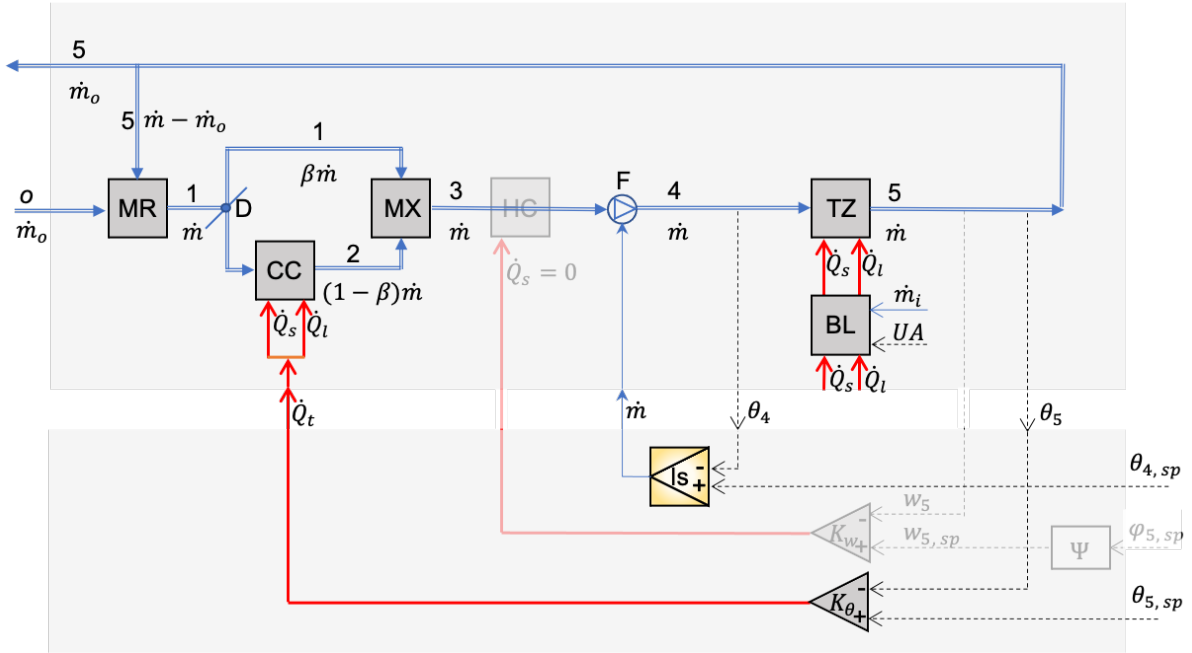 5
ṁₒ
5 ṁ − ṁₒ
1
βṁ
o
ṁₒ
MR
1
ṁ
D
MX
3
ṁ
HC
F
4
ṁ
TZ
5
ṁ
CC
2
(1 − β)ṁ
Q̇ₛ = 0
Q̇ₛ Q̇ₗ
Q̇ₛ Q̇ₗ
BL
ṁᵢ
UA
Q̇ₛ Q̇ₗ
Q̇ₜ
ṁ
θ₄
θ₅
Is
-
+
θ₄,sp
w₅
Kw
-
+
w₅,sp
Ψ
φ₅,sp
Kθ
-
+
θ₅,sp